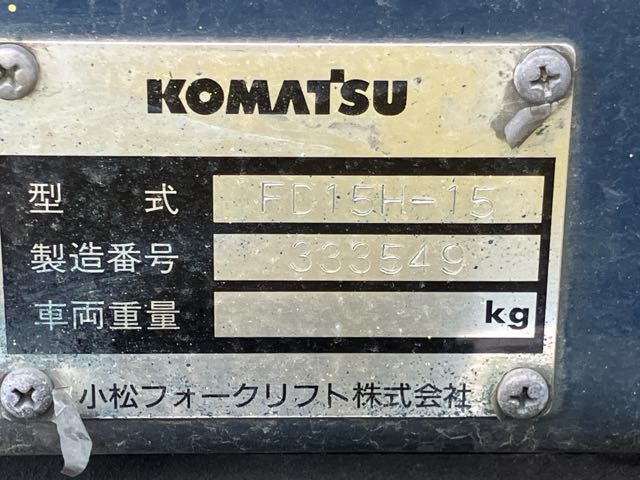 KOMATSU
型 式 FD15H-15
製造番号 333549
車両重量 kg
小松フォークリフト株式会社